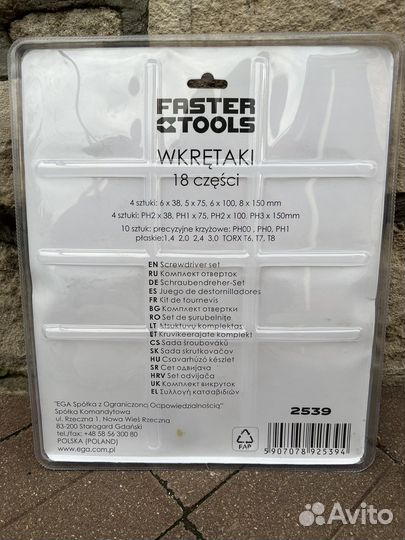 FASTER
TOOLS
WKRĘTAKI
18 części
4 sztuki: 6 x 38, 5 x 75, 6 x 100, 8 x 150 mm
4 sztuki: PH2 x 38, PH1 x 75, PH2 x 100, PH3 x 150mm
10 sztuk: precyzyjne krzyżowe: PH00 , PH0, PH1
płaskie:1,4 2,0 2,4 3,0 TORX T6, T7, T8
EN Screwdriver set
RU Комплект отверток
DE Schraubendreher-Set
ES Juego de destornilladores
FR Kit de tournevis
BG Комплект отвертки
RO Set de șurubelnițe
LT Atsuktuvų komplektas
ET Kruvikeerajate komplekt
CS Sada šroubováků
SK Sada skrutkovačov
HU Csavarhúzó készlet
SR Сет одвијача
HRV Set odvijača
UK Комплект викруток
EL Συλλογή κατσαβιδιών
"EGA Spółka z Ograniczoną Odpowiedzialnością"
Spółka Komandytowa
ul. Rzeczna 1, Nowa Wieś Rzeczna
83-200 Starogard Gdański
Tel./fax: +48 58 56 300 80
POLSKA (POLAND)
www.ega.com.pl
PAP
2539
5 907078 925394
Avito